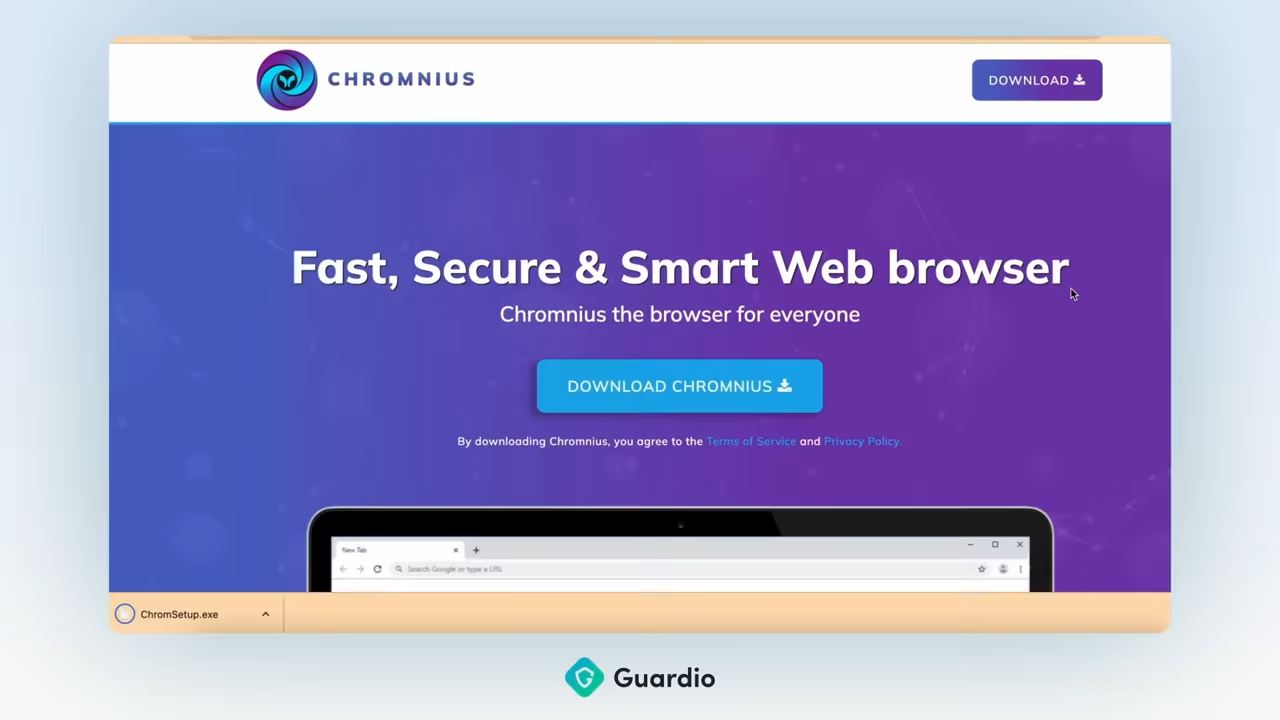 CHROMNIUS
DOWNLOAD
Fast, Secure & Smart Web browser
Chromnius the browser for everyone
DOWNLOAD CHROMNIUS
By downloading Chromnius, you agree to the Terms of Service and Privacy Policy.
New Tab
Search Google or type a URL
ChromSetup.exe
Guardio